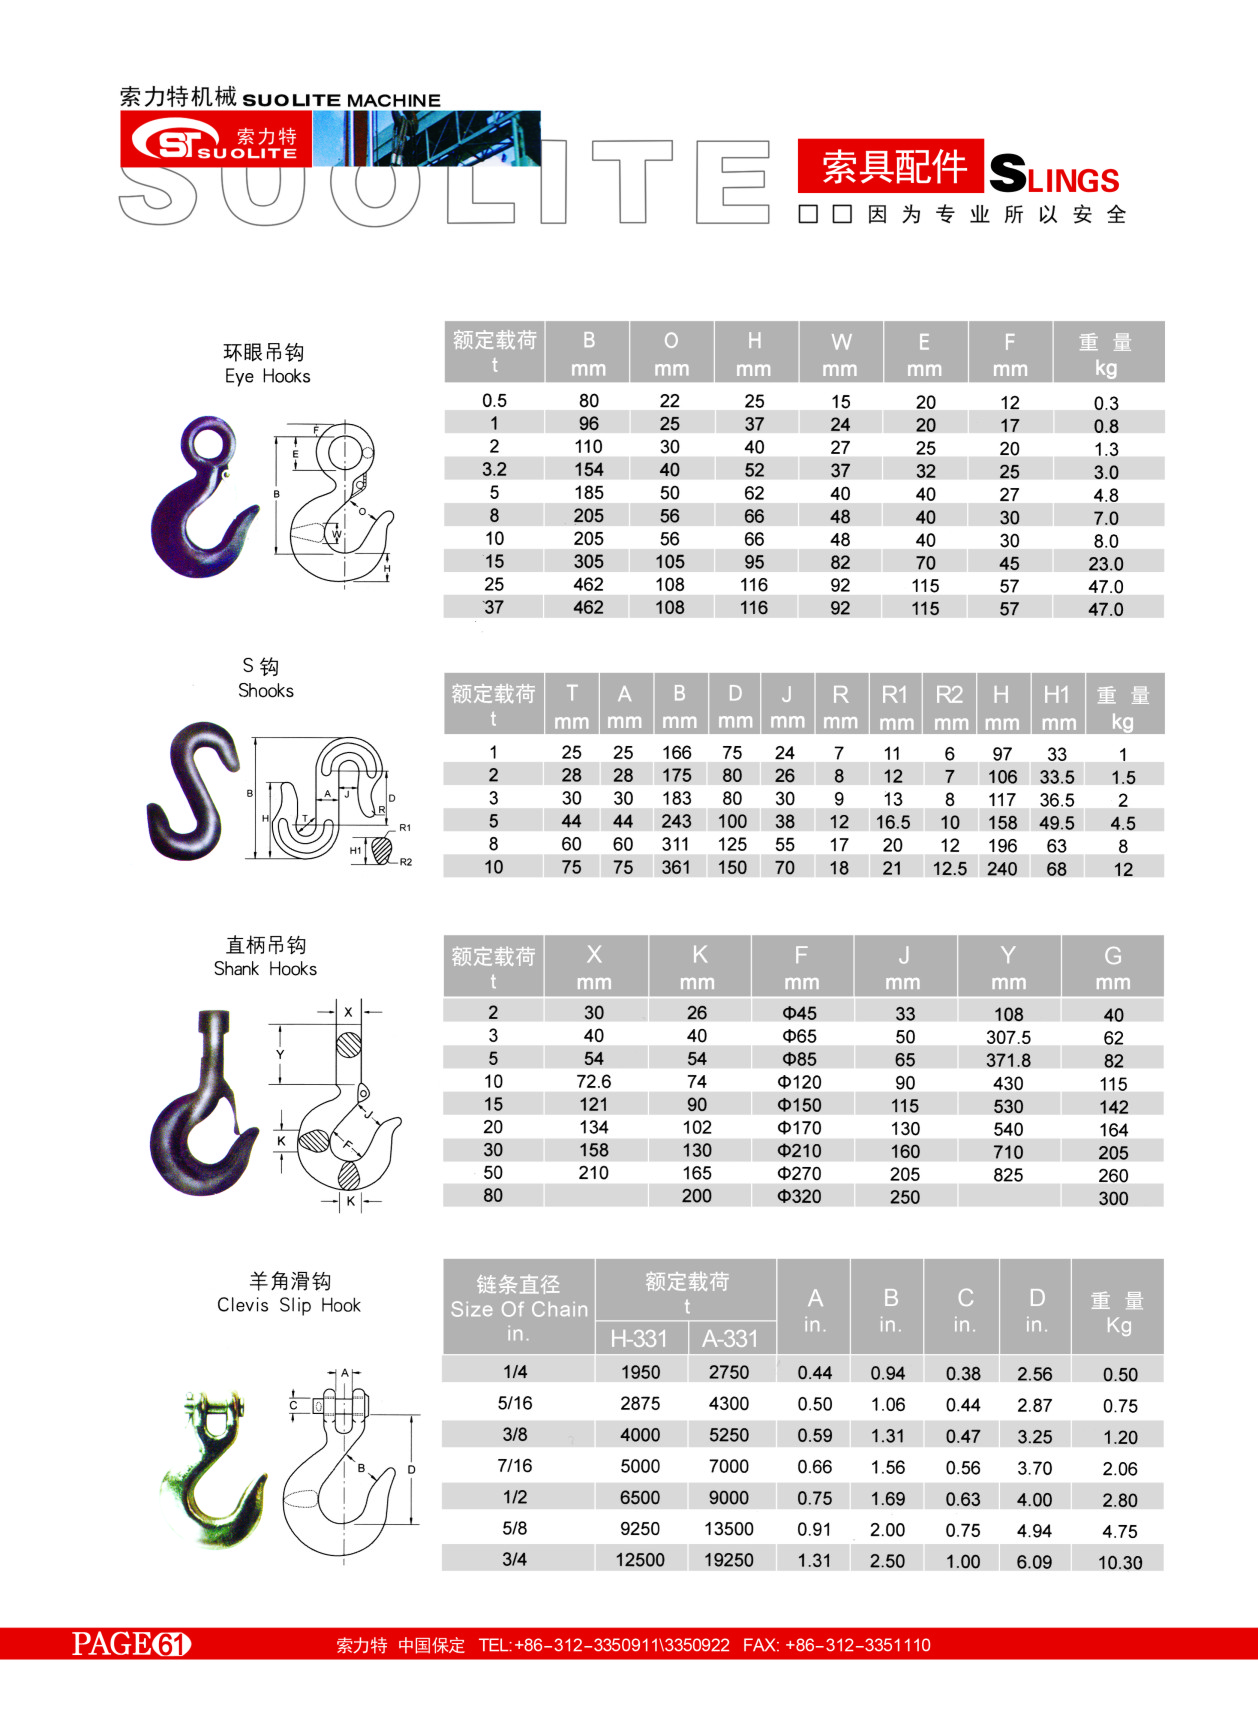 索力特机械 SUOLITE MACHINE
ST 索力特
SUOLITE
SUOLITE
索具配件 SLINGS
□ □ 因 为 专 业 所 以 安 全
环眼吊钩
Eye Hooks
F
E
B
O
W
H
额定载荷 t B mm O mm H mm W mm E mm F mm 重 量 kg
0.5 80 22 25 15 20 12 0.3
1 96 25 37 24 20 17 0.8
2 110 30 40 27 25 20 1.3
3.2 154 40 52 37 32 25 3.0
5 185 50 62 40 40 27 4.8
8 205 56 66 48 40 30 7.0
10 205 56 66 48 40 30 8.0
15 305 105 95 82 70 45 23.0
25 462 108 116 92 115 57 47.0
37 462 108 116 92 115 57 47.0
S 钩
Shooks
B
A
J
D
H
T
R
R1
H1
R2
额定载荷 t T mm A mm B mm D mm J mm R mm R1 mm R2 mm H mm H1 mm 重 量 kg
1 25 25 166 75 24 7 11 6 97 33 1
2 28 28 175 80 26 8 12 7 106 33.5 1.5
3 30 30 183 80 30 9 13 8 117 36.5 2
5 44 44 243 100 38 12 16.5 10 158 49.5 4.5
8 60 60 311 125 55 17 20 12 196 63 8
10 75 75 361 150 70 18 21 12.5 240 68 12
直柄吊钩
Shank Hooks
X
Y
J
K
F
K
额定载荷 t X mm K mm F mm J mm Y mm G mm
2 30 26 Φ45 33 108 40
3 40 40 Φ65 50 307.5 62
5 54 54 Φ85 65 371.8 82
10 72.6 74 Φ120 90 430 115
15 121 90 Φ150 115 530 142
20 134 102 Φ170 130 540 164
30 158 130 Φ210 160 710 205
50 210 165 Φ270 205 825 260
80 200 Φ320 250 300
羊角滑钩
Clevis Slip Hook
A
C
B
D
链条直径 Size Of Chain in. 额定载荷 t H-331 A-331 A in. B in. C in. D in. 重 量 Kg
1/4 1950 2750 0.44 0.94 0.38 2.56 0.50
5/16 2875 4300 0.50 1.06 0.44 2.87 0.75
3/8 4000 5250 0.59 1.31 0.47 3.25 1.20
7/16 5000 7000 0.66 1.56 0.56 3.70 2.06
1/2 6500 9000 0.75 1.69 0.63 4.00 2.80
5/8 9250 13500 0.91 2.00 0.75 4.94 4.75
3/4 12500 19250 1.31 2.50 1.00 6.09 10.30
PAGE 61
索力特 中国保定 TEL:+86-312-3350911\3350922 FAX: +86-312-3351110